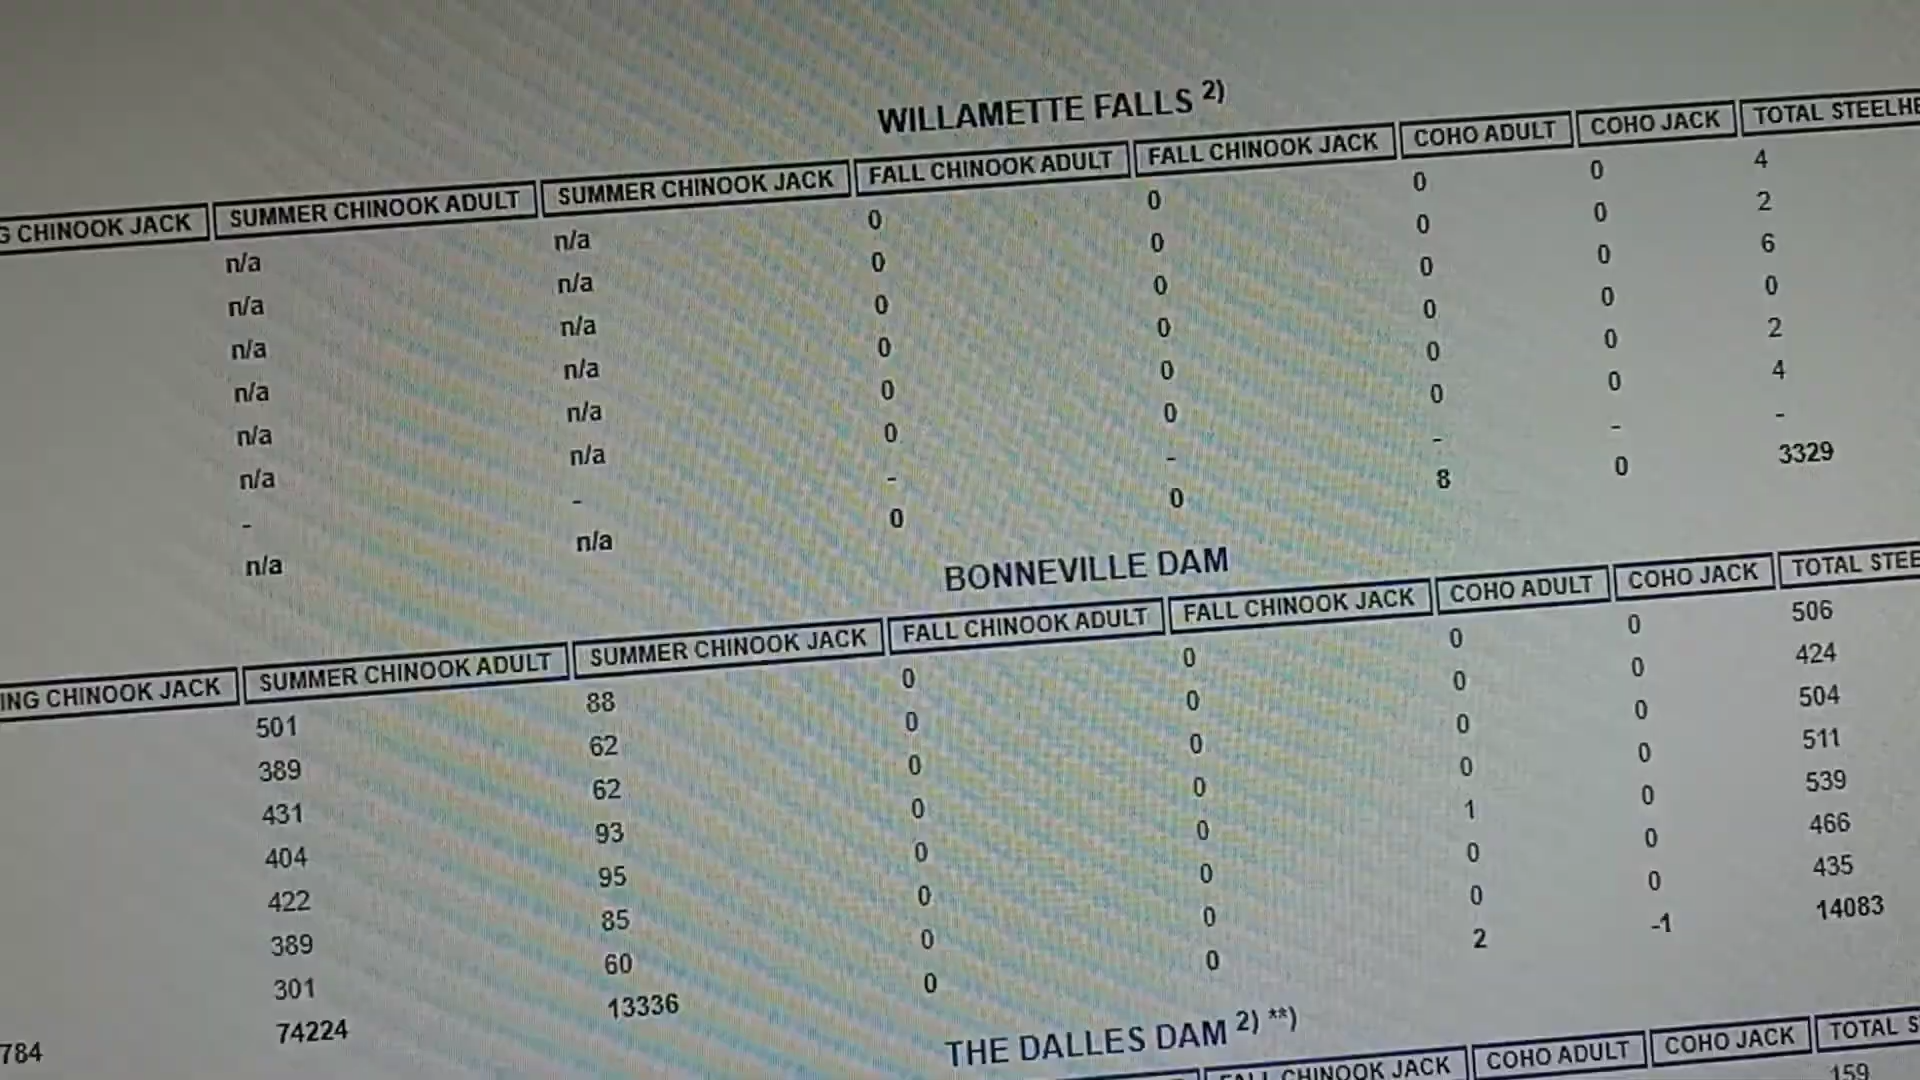 WILLAMETTE FALLS 2)
G CHINOOK JACK SUMMER CHINOOK ADULT SUMMER CHINOOK JACK FALL CHINOOK ADULT FALL CHINOOK JACK COHO ADULT COHO JACK TOTAL STEELHE
n/a n/a 0 0 0 0 4
n/a n/a 0 0 0 0 2
n/a n/a 0 0 0 0 6
n/a n/a 0 0 0 0 0
n/a n/a 0 0 0 0 2
n/a n/a 0 0 0 0 4
- - - - - - -
n/a n/a 0 0 8 0 3329
BONNEVILLE DAM
ING CHINOOK JACK SUMMER CHINOOK ADULT SUMMER CHINOOK JACK FALL CHINOOK ADULT FALL CHINOOK JACK COHO ADULT COHO JACK TOTAL STEE
501 88 0 0 0 0 506
389 62 0 0 0 0 424
431 62 0 0 0 0 504
404 93 0 0 0 0 511
422 95 0 0 1 0 539
389 85 0 0 0 0 466
301 60 0 0 0 0 435
784 74224 13336 0 0 2 -1 14083
THE DALLES DAM 2) **)
FALL CHINOOK JACK COHO ADULT COHO JACK TOTAL S
159